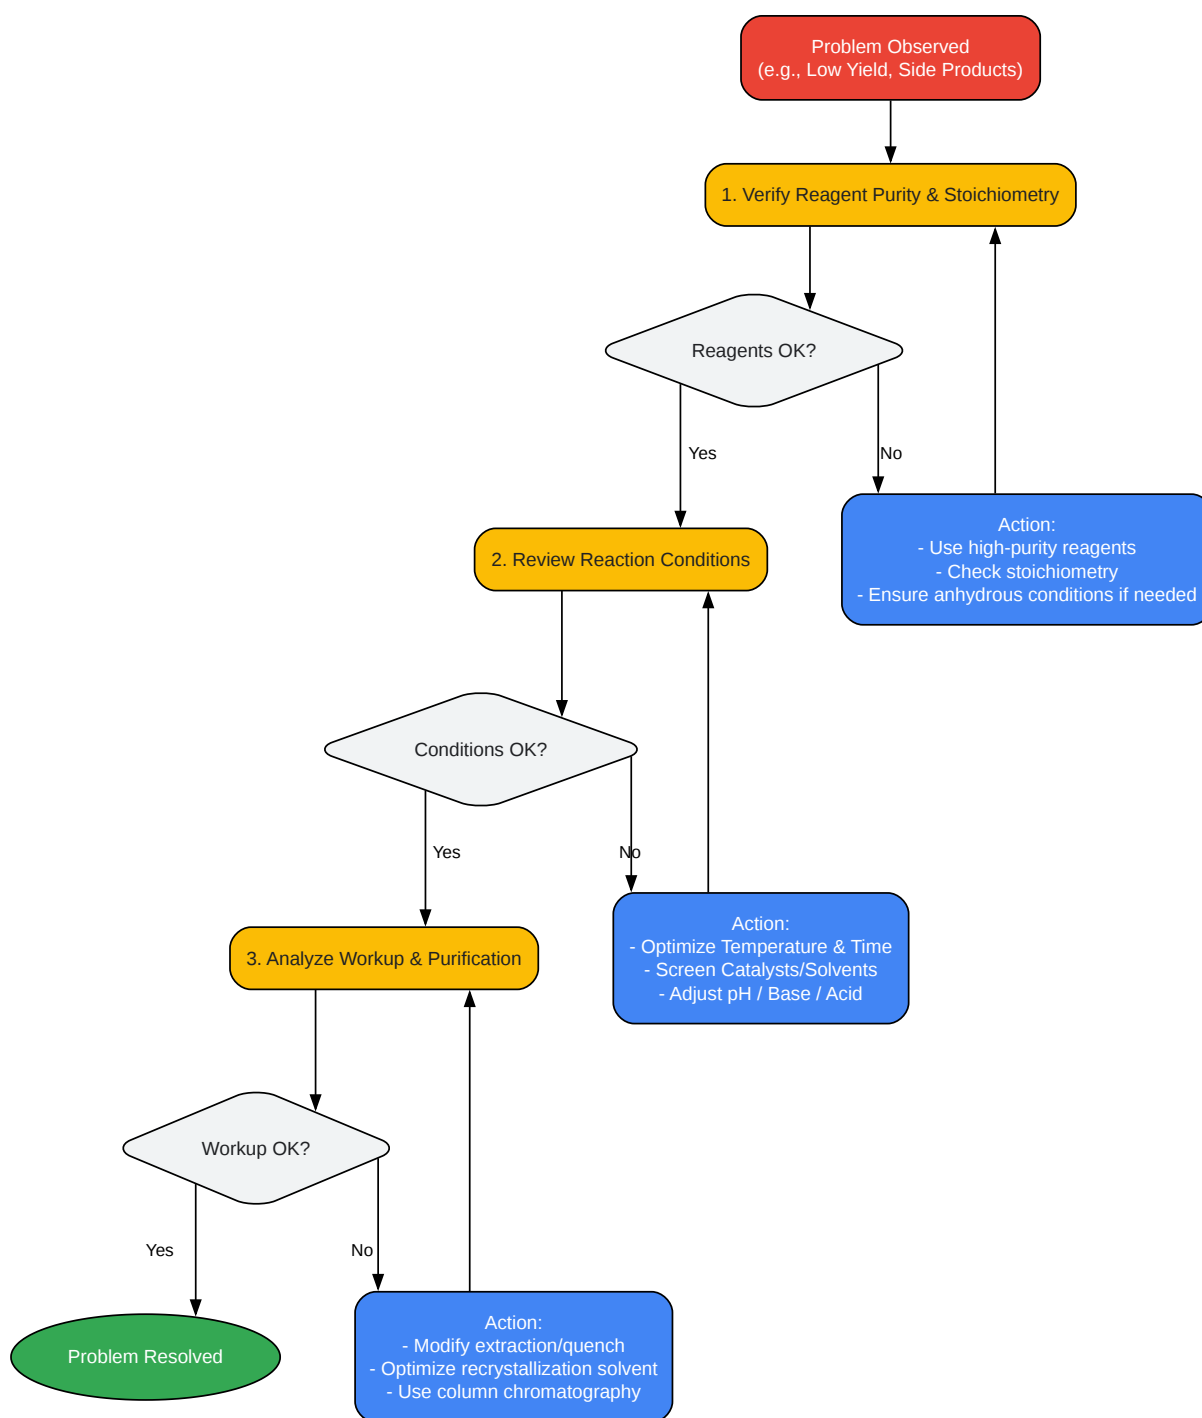 Problem Observed
(e.g., Low Yield, Side Products)
1. Verify Reagent Purity & Stoichiometry
Reagents OK?
Yes
No
Action:
- Use high-purity reagents
- Check stoichiometry
- Ensure anhydrous conditions if needed
2. Review Reaction Conditions
Conditions OK?
Yes
No
Action:
- Optimize Temperature & Time
- Screen Catalysts/Solvents
- Adjust pH / Base / Acid
3. Analyze Workup & Purification
Workup OK?
Yes
No
Problem Resolved
Action:
- Modify extraction/quench
- Optimize recrystallization solvent
- Use column chromatography